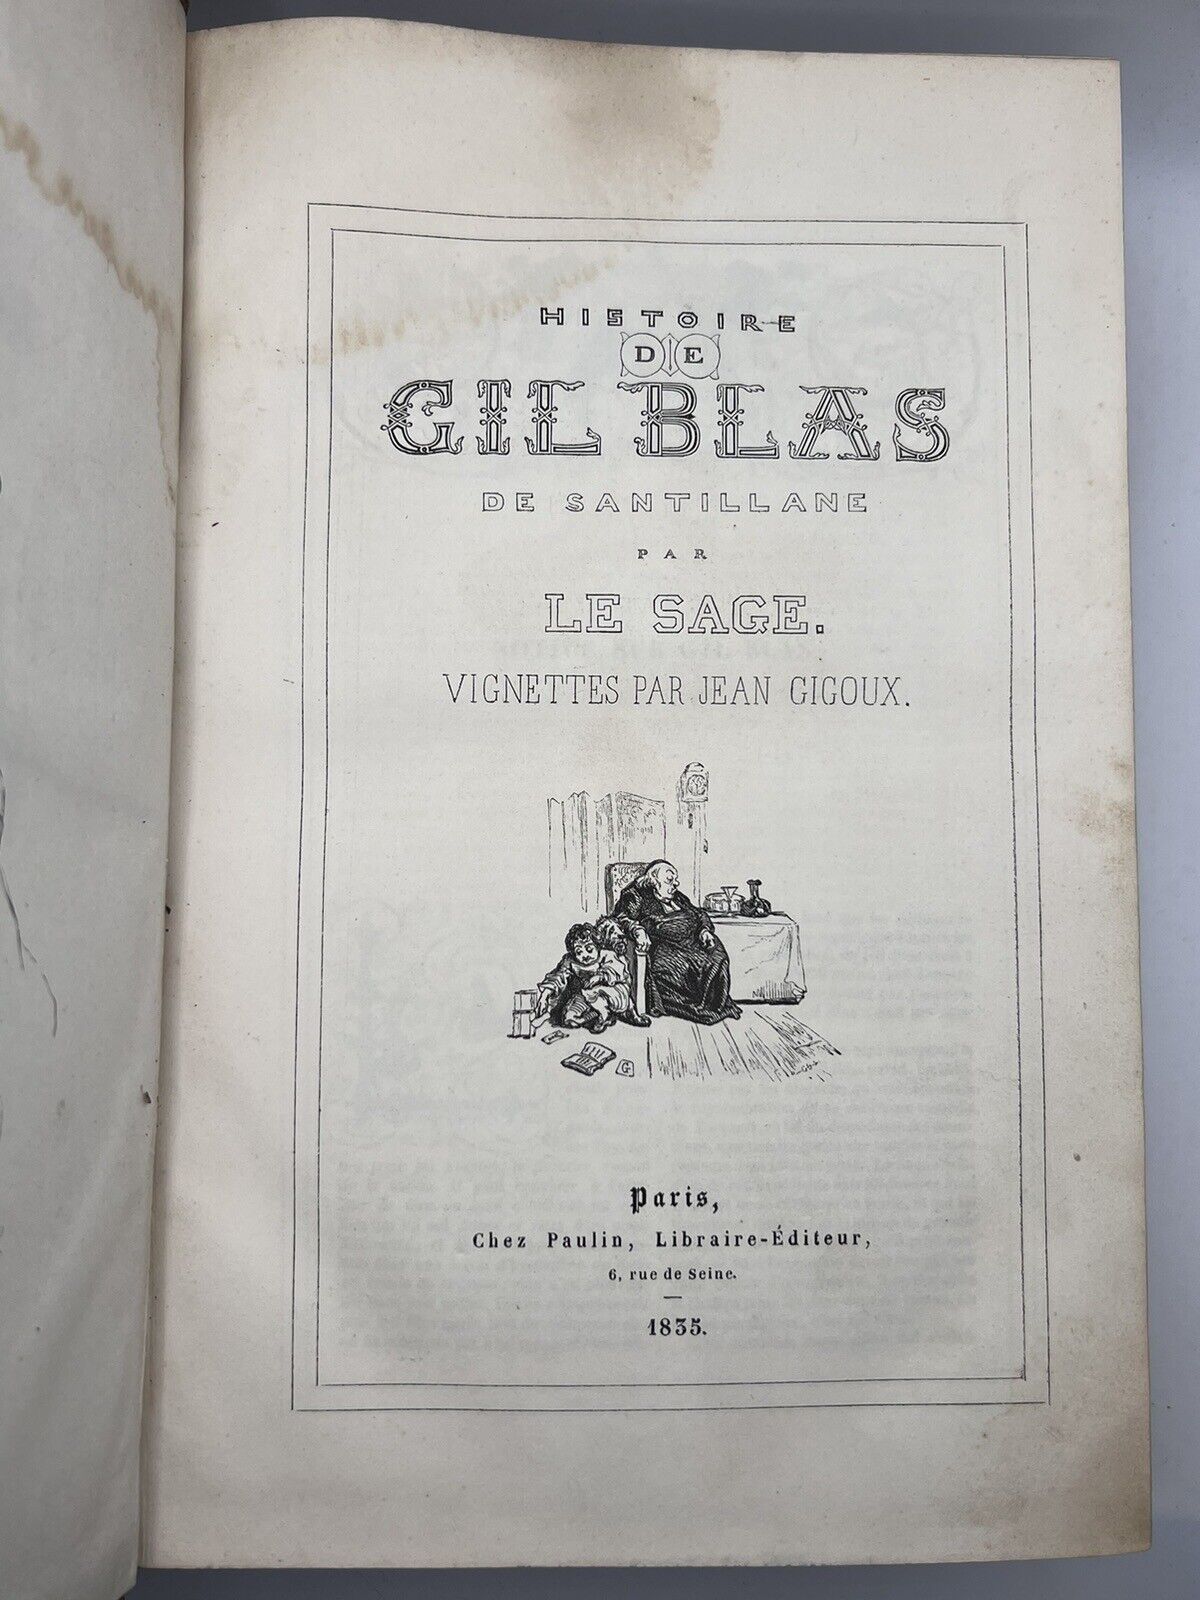 HISTOIRE
DE
GIL BLAS
DE SANTILLANE
PAR
LE SAGE.
VIGNETTES PAR JEAN GIGOUX.
G
Paris,
Chez Paulin, Libraire-Éditeur,
6, rue de Seine.
1835.